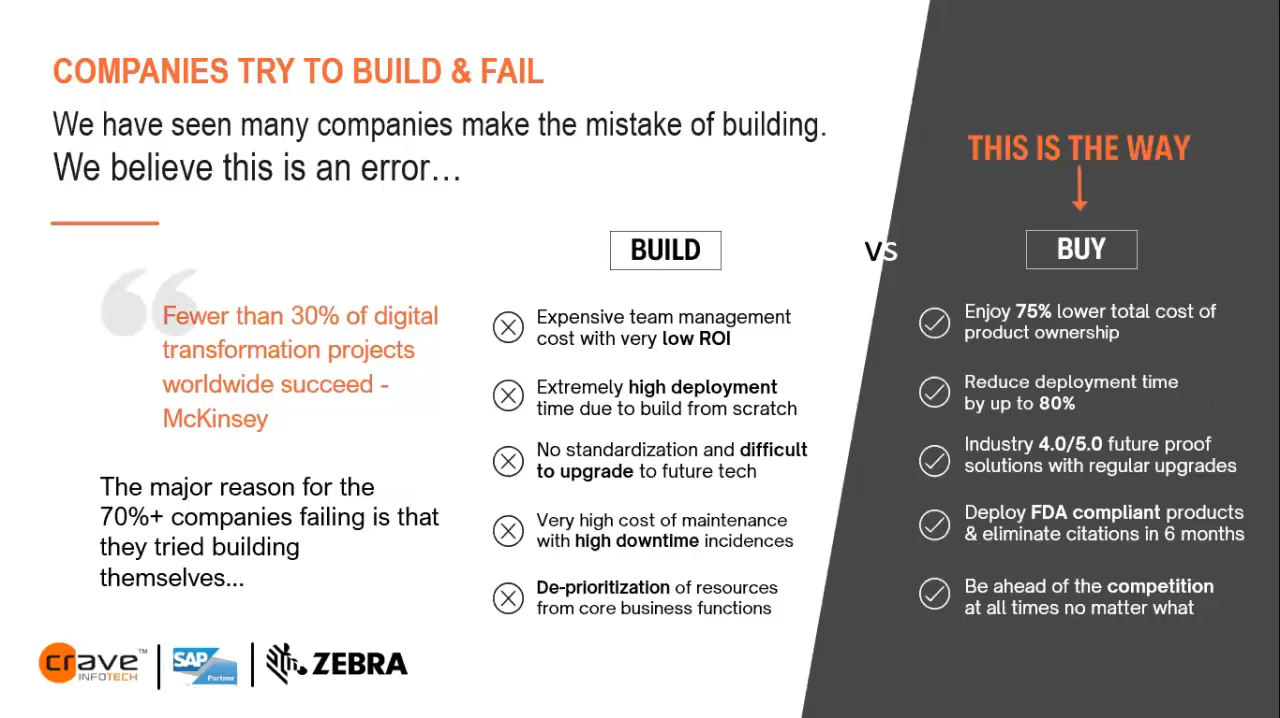 COMPANIES TRY TO BUILD & FAIL
We have seen many companies make the mistake of building.
We believe this is an error…
“
Fewer than 30% of digital
transformation projects
worldwide succeed -
McKinsey
The major reason for the
70%+ companies failing is that
they tried building
themselves...
BUILD
Expensive team management
cost with very low ROI
Extremely high deployment
time due to build from scratch
No standardization and difficult
to upgrade to future tech
Very high cost of maintenance
with high downtime incidences
De-prioritization of resources
from core business functions
VS
THIS IS THE WAY
BUY
Enjoy 75% lower total cost of
product ownership
Reduce deployment time
by up to 80%
Industry 4.0/5.0 future proof
solutions with regular upgrades
Deploy FDA compliant products
& eliminate citations in 6 months
Be ahead of the competition
at all times no matter what
crave™
INFOTECH
SAP
Partner
ZEBRA